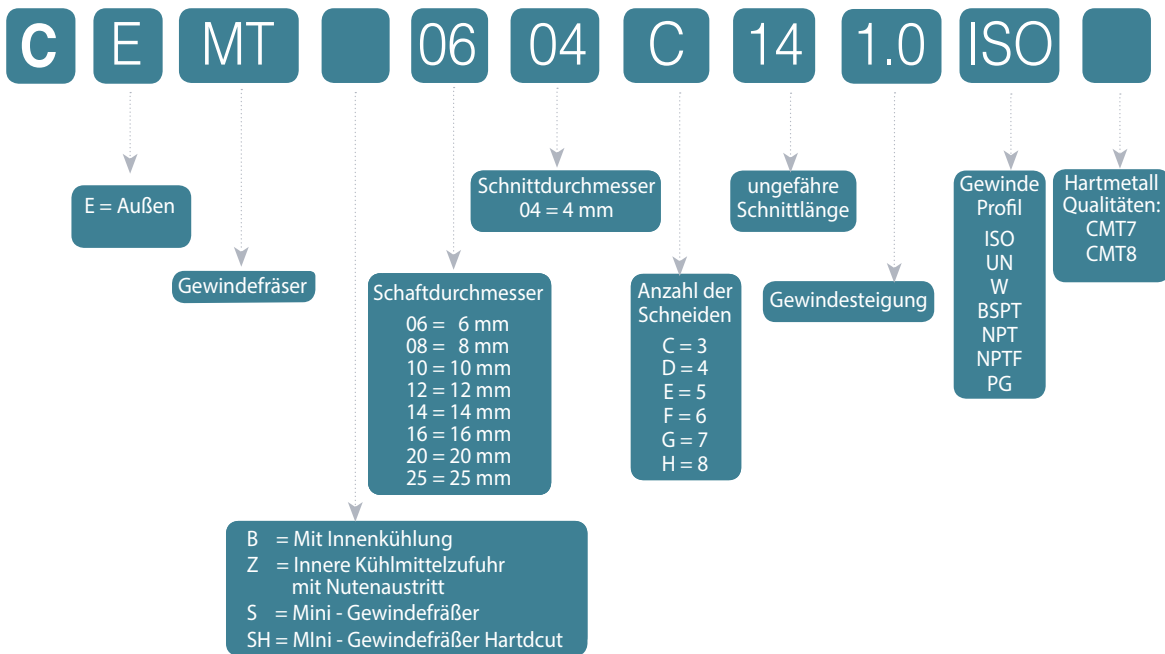 C E MT 06 04 C 14 1.0 ISO
E = Außen
Gewindefräser
B = Mit Innenkühlung
Z = Innere Kühlmittelzufuhr
mit Nutenaustritt
S = Mini - Gewindefräßer
SH = MIni - Gewindefräßer Hartdcut
Schaftdurchmesser
06 = 6 mm
08 = 8 mm
10 = 10 mm
12 = 12 mm
14 = 14 mm
16 = 16 mm
20 = 20 mm
25 = 25 mm
Schnittdurchmesser
04 = 4 mm
Anzahl der
Schneiden
C = 3
D = 4
E = 5
F = 6
G = 7
H = 8
ungefähre
Schnittlänge
Gewindesteigung
Gewinde
Profil
ISO
UN
W
BSPT
NPT
NPTF
PG
Hartmetall
Qualitäten:
CMT7
CMT8